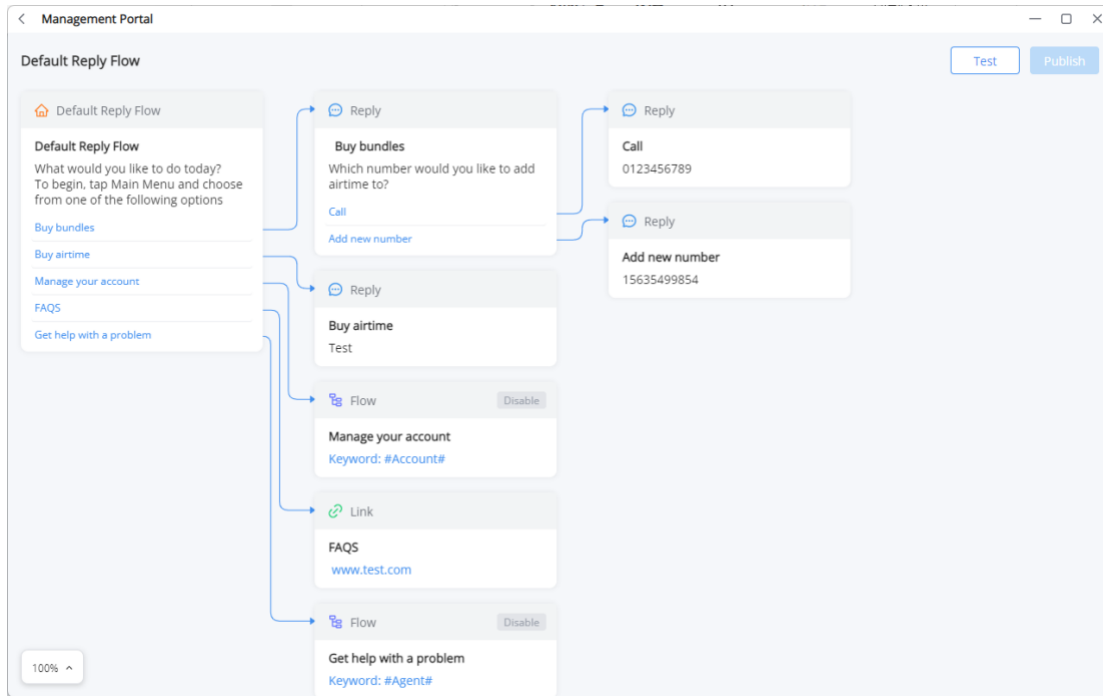 Management Portal
Default Reply Flow
Test
Publish
Default Reply Flow
Default Reply Flow
What would you like to do today?
To begin, tap Main Menu and choose
from one of the following options
Buy bundles
Buy airtime
Manage your account
FAQS
Get help with a problem
Reply
Buy bundles
Which number would you like to add
airtime to?
Call
Add new number
Reply
Buy airtime
Test
Flow
Disable
Manage your account
Keyword: #Account#
Link
FAQS
www.test.com
Flow
Disable
Get help with a problem
Keyword: #Agent#
Reply
Call
0123456789
Reply
Add new number
15635499854
100%